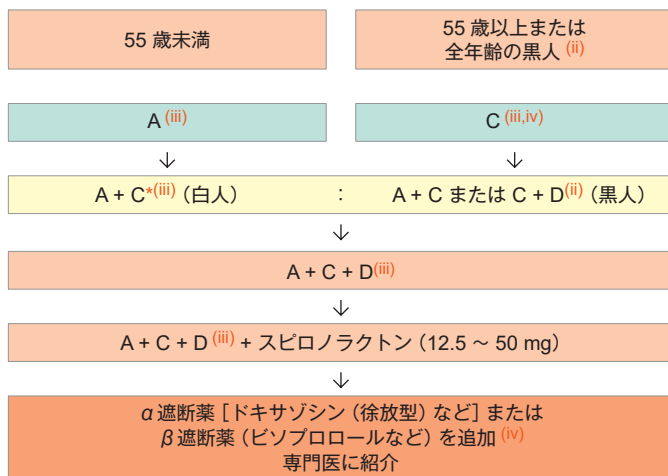 55 歳未満
55 歳以上または
全年齢の黒人 (ii)
A (iii)
C (iii,iv)
↓
↓
A + C*(iii) (白人) : A + C または C + D(ii) (黒人)
↓
A + C + D(iii)
↓
A + C + D (iii) + スピロノラクトン (12.5 ~ 50 mg)
↓
α遮断薬 [ドキサゾシン (徐放型) など] または
β遮断薬 (ビソプロロールなど) を追加 (iv)
専門医に紹介